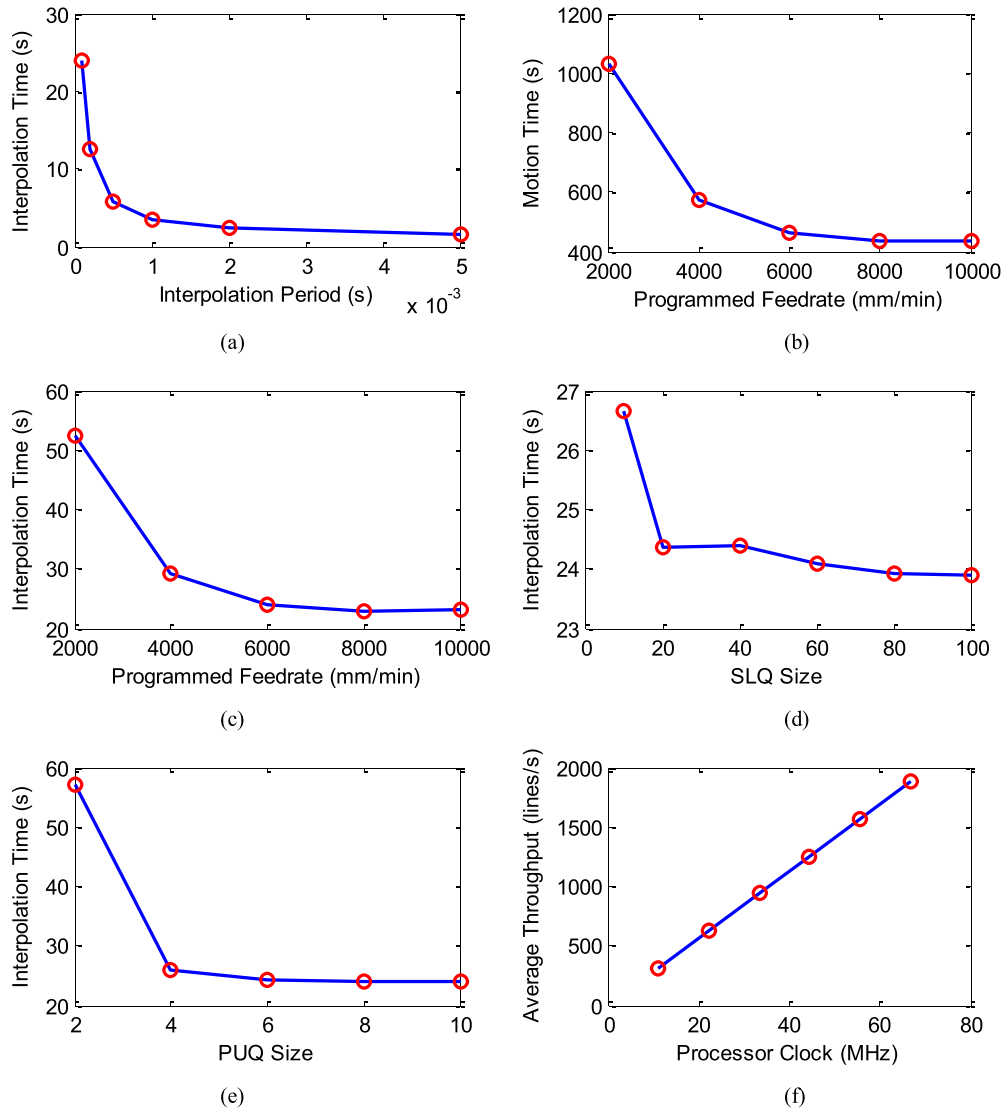 30
20
10
0
Interpolation Time (s)
0 1 2 3 4 5
Interpolation Period (s)
x 10^-3
(a)
1200
1000
800
600
400
Motion Time (s)
2000 4000 6000 8000 10000
Programmed Feedrate (mm/min)
(b)
60
50
40
30
20
Interpolation Time (s)
2000 4000 6000 8000 10000
Programmed Feedrate (mm/min)
(c)
27
26
25
24
23
Interpolation Time (s)
0 20 40 60 80 100
SLQ Size
(d)
60
50
40
30
20
Interpolation Time (s)
2 4 6 8 10
PUQ Size
(e)
2000
1500
1000
500
0
Average Throughput (lines/s)
0 20 40 60 80
Processor Clock (MHz)
(f)